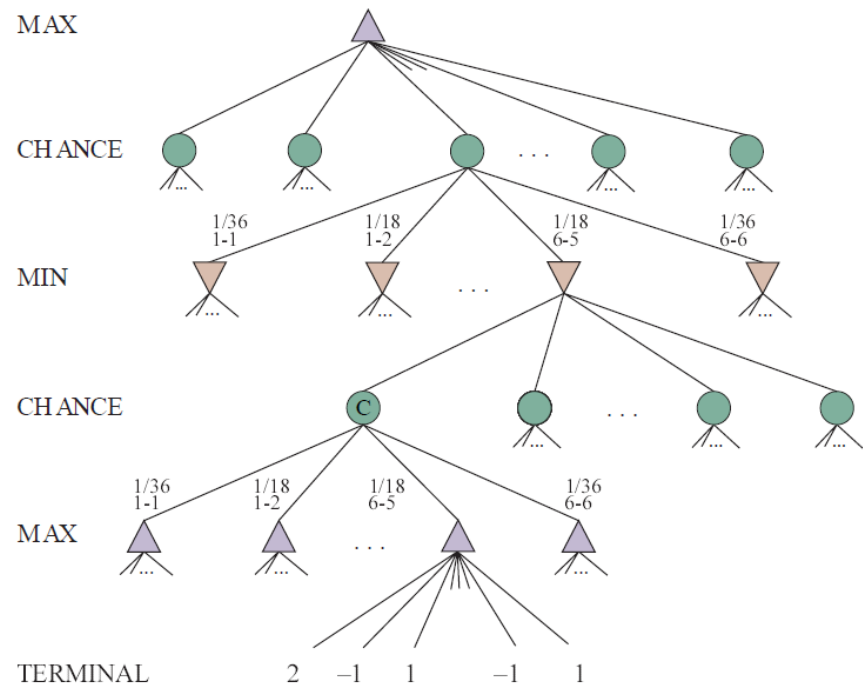 MAX
CHANCE
...
...
. . .
...
...
1/36 1/18 1/18 1/36
1-1 1-2 6-5 6-6
MIN
...
...
. . .
...
CHANCE
C
...
. . .
...
...
1/36 1/18 1/18 1/36
1-1 1-2 6-5 6-6
MAX
...
...
. . .
...
TERMINAL 2 –1 1 –1 1